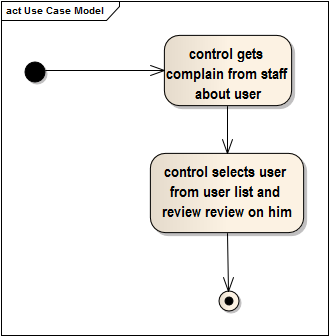 act Use Case Model
control gets
complain from staff
about user
control selects user
from user list and
review review on him